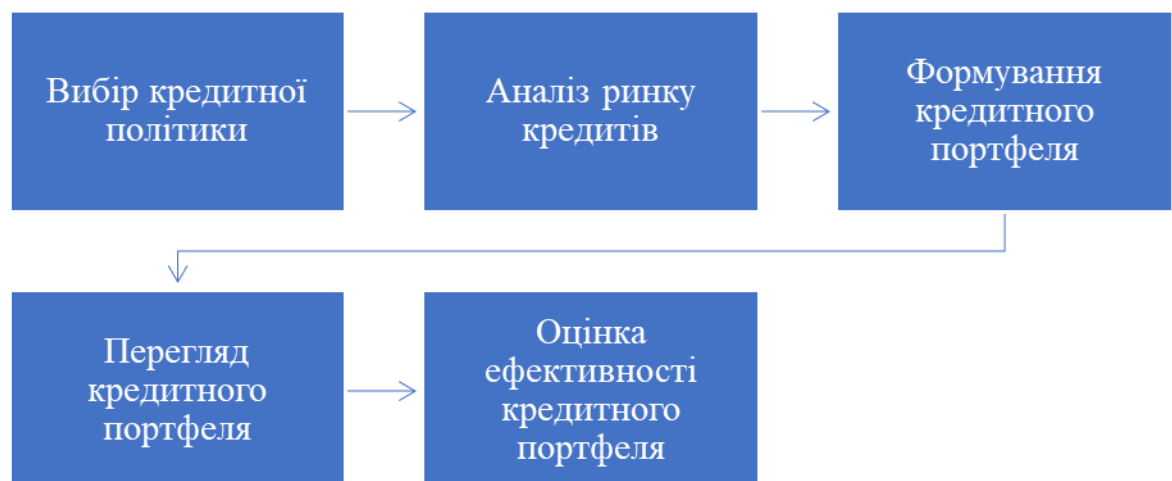 Вибір кредитної
політики
Аналіз ринку
кредитів
Формування
кредитного
портфеля
Перегляд
кредитного
портфеля
Оцінка
ефективності
кредитного
портфеля